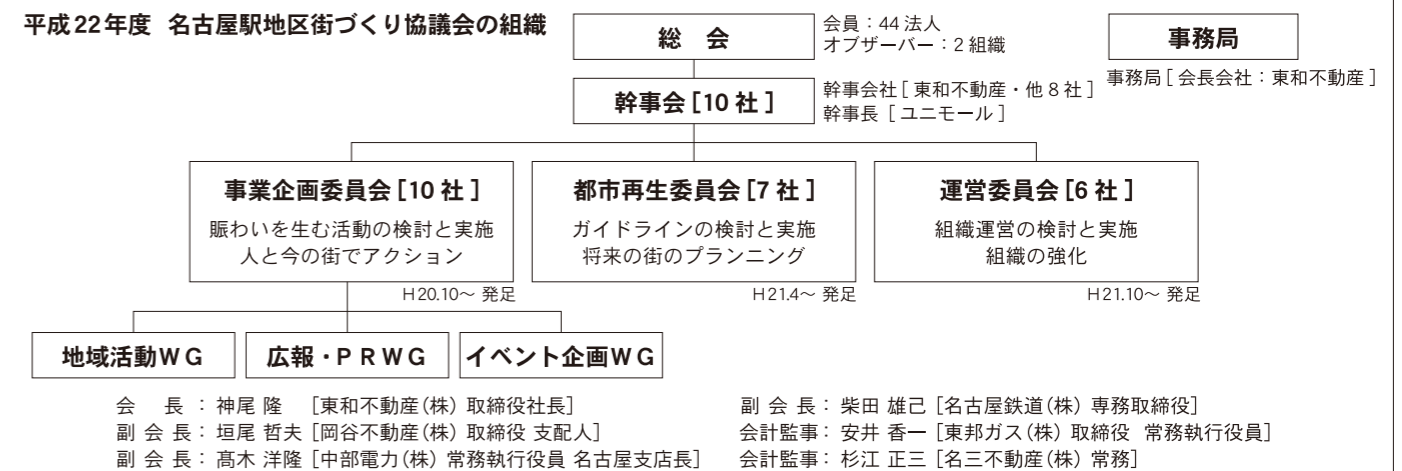 平成22年度 名古屋駅地区街づくり協議会の組織
総 会
会員：44法人
オブザーバー：2組織
事務局
事務局［会長会社：東和不動産］
幹事会［10社］
幹事会社［東和不動産・他8社］
幹事長［ユニモール］
事業企画委員会［10社］
賑わいを生む活動の検討と実施
人と今の街でアクション
H20.10〜 発足
都市再生委員会［7社］
ガイドラインの検討と実施
将来の街のプランニング
H21.4〜 発足
運営委員会［6社］
組織運営の検討と実施
組織の強化
H21.10〜 発足
地域活動WG
広報・PRWG
イベント企画WG
会 長：神尾 隆 ［東和不動産(株) 取締役社長］
副 会 長：垣尾 哲夫［岡谷不動産(株) 取締役 支配人］
副 会 長：髙木 洋隆［中部電力(株) 常務執行役員 名古屋支店長］
副 会 長：柴田 雄己［名古屋鉄道(株) 専務取締役］
会計監事：安井 香一［東邦ガス(株) 取締役 常務執行役員］
会計監事：杉江 正三［名三不動産(株) 常務］